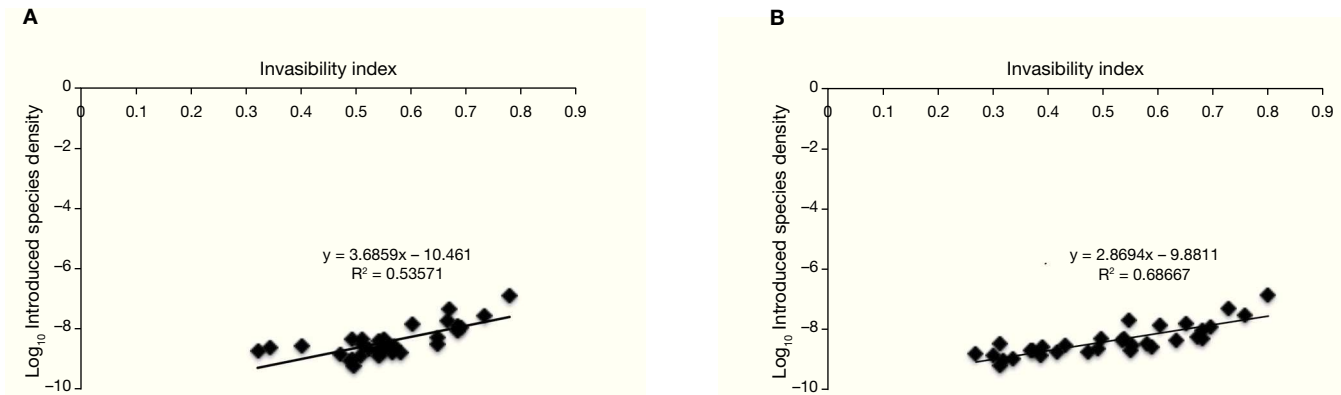 A
Invasibility index
0
0 0.1 0.2 0.3 0.4 0.5 0.6 0.7 0.8 0.9
−2
−4
−6
−8
−10
Log10 Introduced species density
y = 3.6859x − 10.461
R² = 0.53571
B
Invasibility index
0
0 0.1 0.2 0.3 0.4 0.5 0.6 0.7 0.8 0.9
−2
−4
−6
−8
−10
Log10 Introduced species density
y = 2.8694x − 9.8811
R² = 0.68667